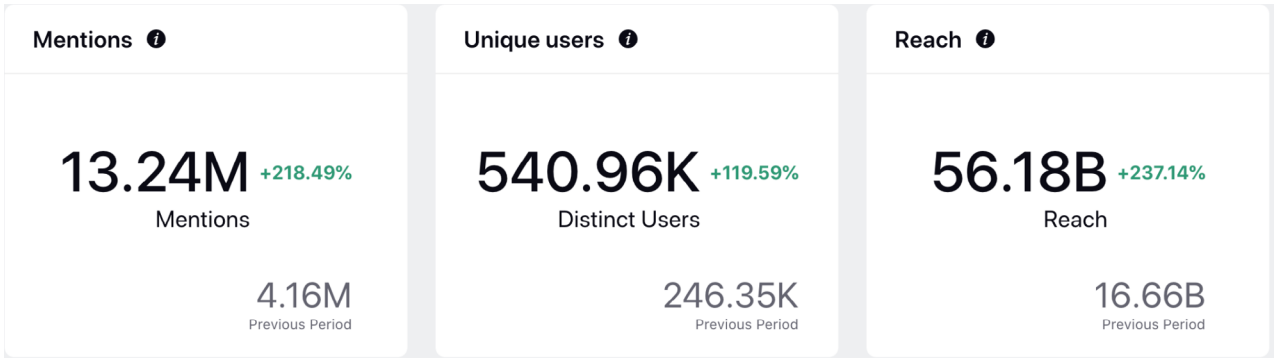 Mentions
13.24M +218.49%
Mentions
4.16M
Previous Period
Unique users
540.96K +119.59%
Distinct Users
246.35K
Previous Period
Reach
56.18B +237.14%
Reach
16.66B
Previous Period